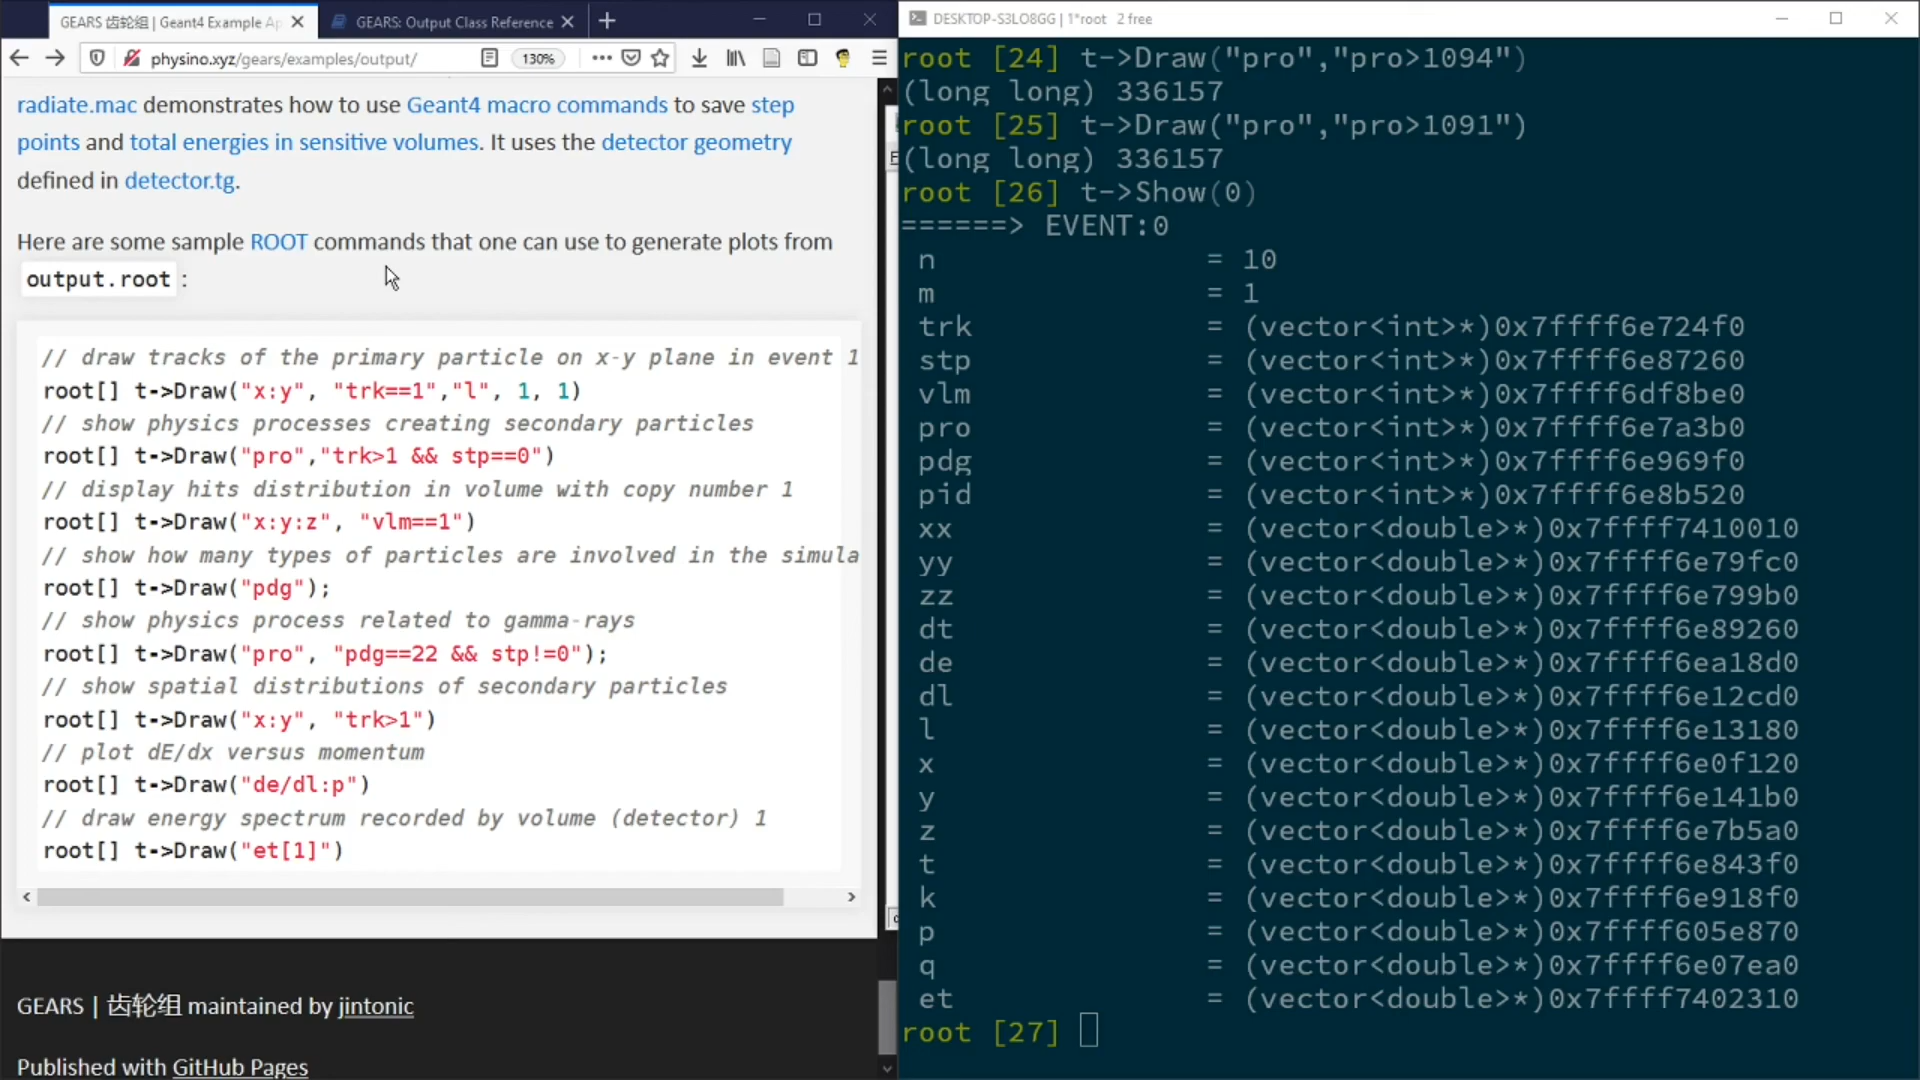 GEARS 齿轮组 | Geant4 Example Ap
GEARS: Output Class Reference
physino.xyz/gears/examples/output/
130%
radiate.mac demonstrates how to use Geant4 macro commands to save step
points and total energies in sensitive volumes. It uses the detector geometry
defined in detector.tg.
Here are some sample ROOT commands that one can use to generate plots from
output.root :
// draw tracks of the primary particle on x-y plane in event 1
root[] t->Draw("x:y", "trk==1","l", 1, 1)
// show physics processes creating secondary particles
root[] t->Draw("pro","trk>1 && stp==0")
// display hits distribution in volume with copy number 1
root[] t->Draw("x:y:z", "vlm==1")
// show how many types of particles are involved in the simula
root[] t->Draw("pdg");
// show physics process related to gamma-rays
root[] t->Draw("pro", "pdg==22 && stp!=0");
// show spatial distributions of secondary particles
root[] t->Draw("x:y", "trk>1")
// plot dE/dx versus momentum
root[] t->Draw("de/dl:p")
// draw energy spectrum recorded by volume (detector) 1
root[] t->Draw("et[1]")
GEARS | 齿轮组 maintained by jintonic
Published with GitHub Pages
DESKTOP-S3LO8GG | 1*root 2 free
root [24] t->Draw("pro","pro>1094")
(long long) 336157
root [25] t->Draw("pro","pro>1091")
(long long) 336157
root [26] t->Show(0)
======> EVENT:0
n = 10
m = 1
trk = (vector<int>*)0x7ffff6e724f0
stp = (vector<int>*)0x7ffff6e87260
vlm = (vector<int>*)0x7ffff6df8be0
pro = (vector<int>*)0x7ffff6e7a3b0
pdg = (vector<int>*)0x7ffff6e969f0
pid = (vector<int>*)0x7ffff6e8b520
xx = (vector<double>*)0x7ffff7410010
yy = (vector<double>*)0x7ffff6e79fc0
zz = (vector<double>*)0x7ffff6e799b0
dt = (vector<double>*)0x7ffff6e89260
de = (vector<double>*)0x7ffff6ea18d0
dl = (vector<double>*)0x7ffff6e12cd0
l = (vector<double>*)0x7ffff6e13180
x = (vector<double>*)0x7ffff6e0f120
y = (vector<double>*)0x7ffff6e141b0
z = (vector<double>*)0x7ffff6e7b5a0
t = (vector<double>*)0x7ffff6e843f0
k = (vector<double>*)0x7ffff6e918f0
p = (vector<double>*)0x7ffff605e870
q = (vector<double>*)0x7ffff6e07ea0
et = (vector<double>*)0x7ffff7402310
root [27]